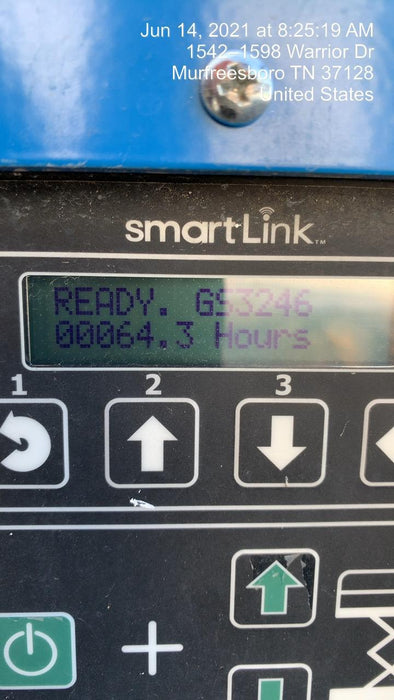 Jun 14, 2021 at 8:25:19 AM
1542–1598 Warrior Dr
Murfreesboro TN 37128
United States
smartLink™
READY. GS3246
00064.3 Hours
1 2 3
+